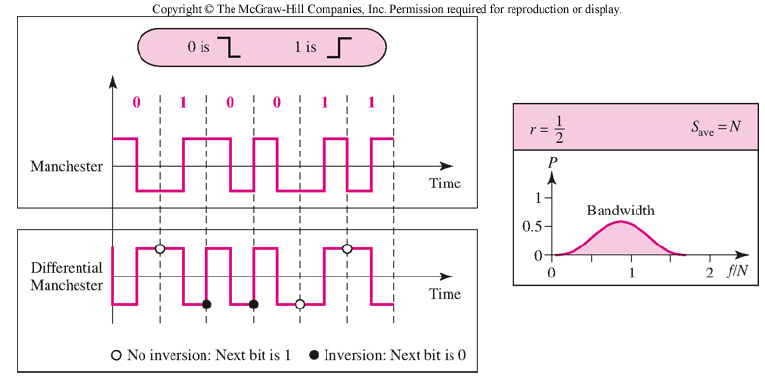 Copyright © The McGraw-Hill Companies, Inc. Permission required for reproduction or display.
0 is 1 is
0 1 0 0 1 1
Manchester
Time
Differential
Manchester
Time
No inversion: Next bit is 1 Inversion: Next bit is 0
r = 1/2 Save = N
P
1
Bandwidth
0.5
0
0 1 2 f/N